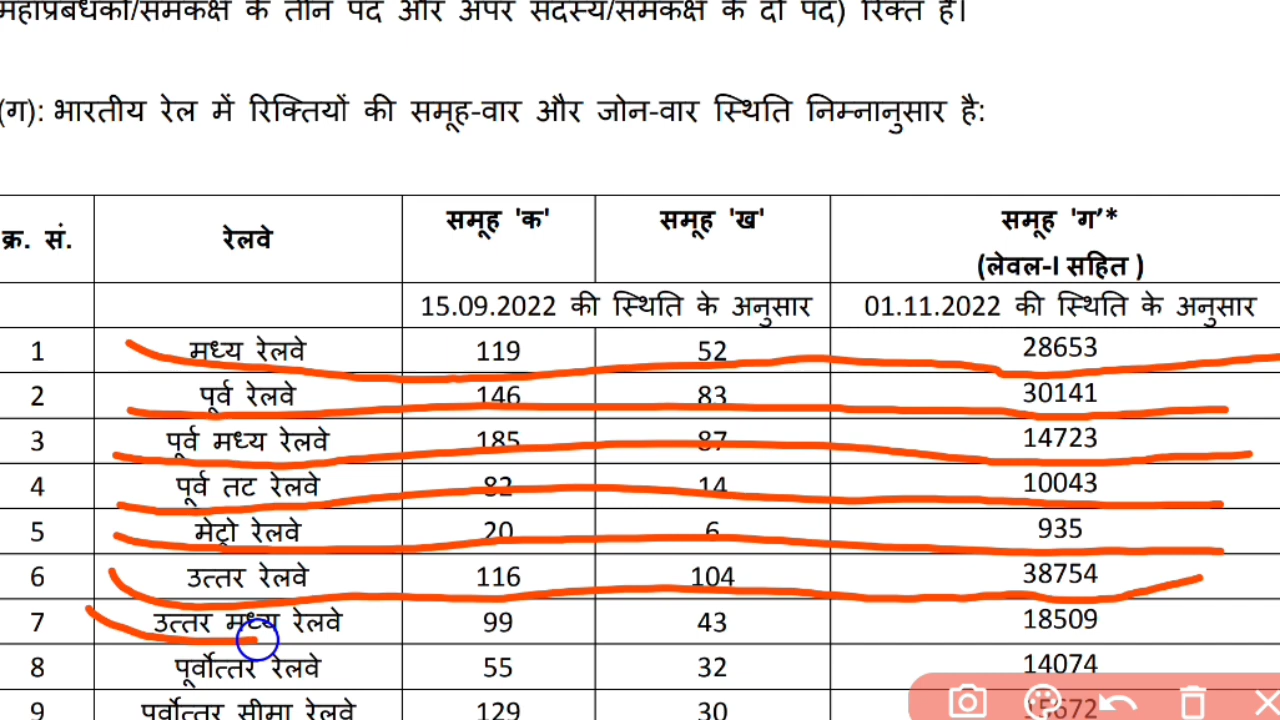 महाप्रबंधकों/समकक्ष के तीन पद और अपर सदस्य/समकक्ष के दो पद) रिक्त हैं।
(ग): भारतीय रेल में रिक्तियों की समूह-वार और जोन-वार स्थिति निम्नानुसार है:
क्र. सं. रेलवे समूह 'क' समूह 'ख' समूह 'ग'*
(लेवल-I सहित )
15.09.2022 की स्थिति के अनुसार 01.11.2022 की स्थिति के अनुसार
1 मध्य रेलवे 119 52 28653
2 पूर्व रेलवे 146 83 30141
3 पूर्व मध्य रेलवे 185 87 14723
4 पूर्व तट रेलवे 82 14 10043
5 मेट्रो रेलवे 20 6 935
6 उत्तर रेलवे 116 104 38754
7 उत्तर मध्य रेलवे 99 43 18509
8 पूर्वोत्तर रेलवे 55 32 14074
9 पूर्वोत्तर सीमा रेलवे 129 30 15672